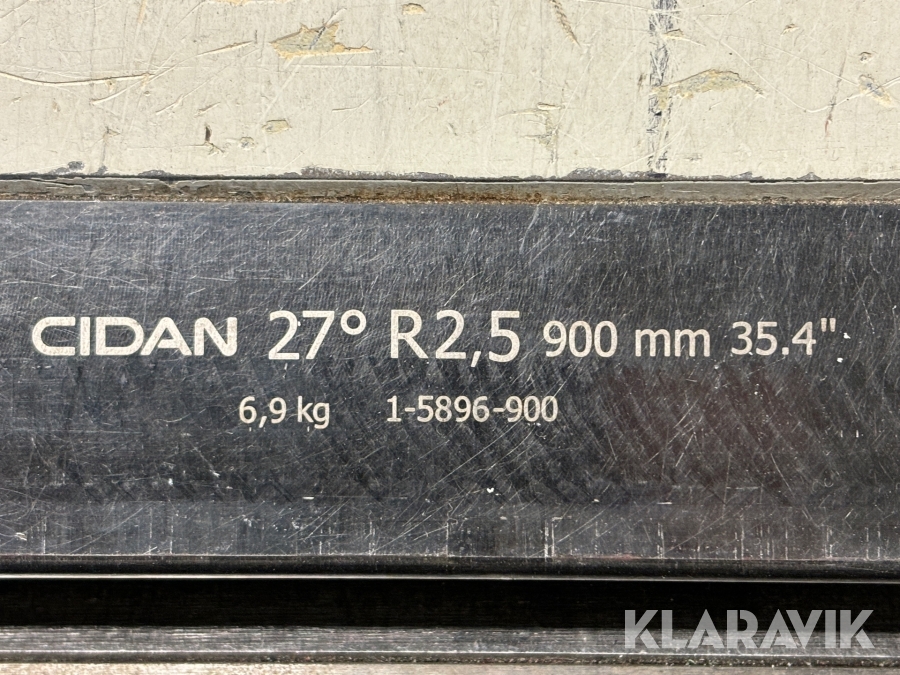 CIDAN 27° R2,5 900 mm 35.4"
6,9 kg 1-5896-900
KLARAVIK